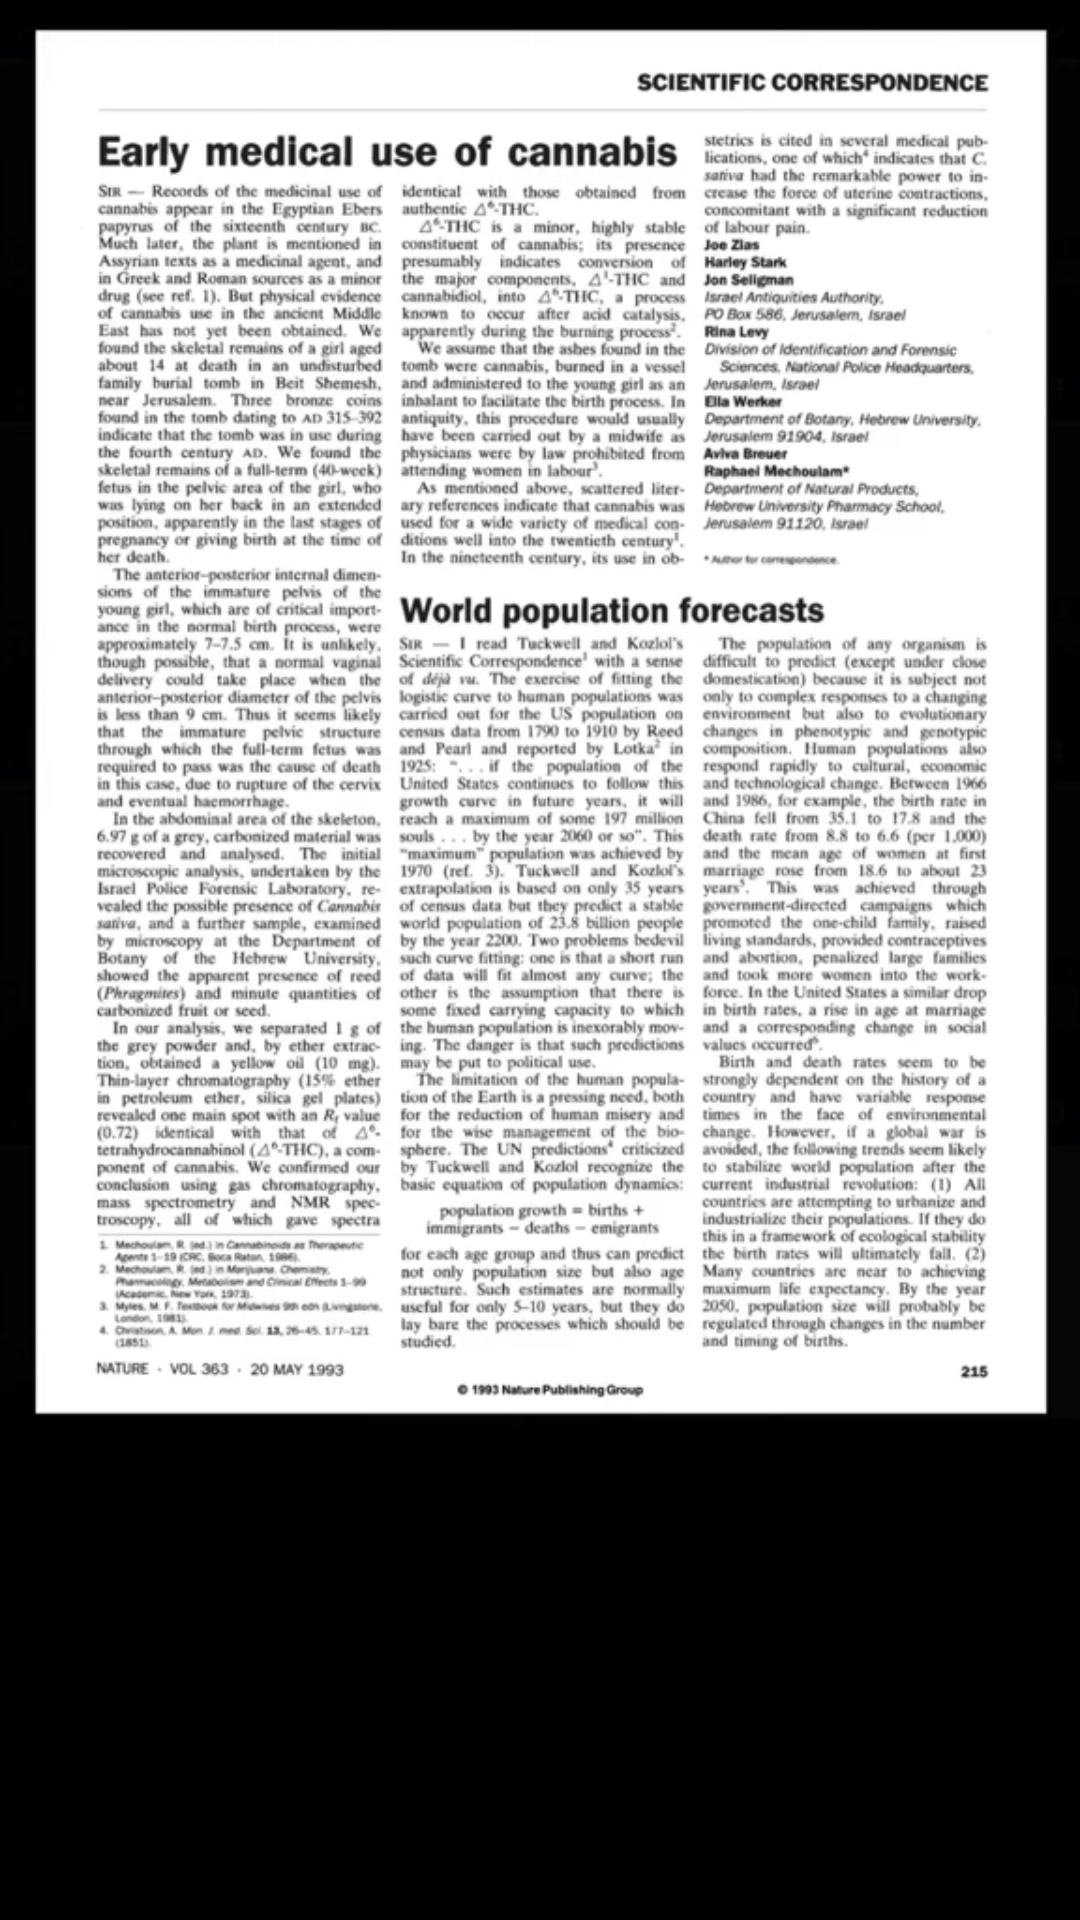 SCIENTIFIC CORRESPONDENCE
Early medical use of cannabis
SIR — Records of the medicinal use of
cannabis appear in the Egyptian Ebers
papyrus of the sixteenth century BC.
Much later, the plant is mentioned in
Assyrian texts as a medicinal agent, and
in Greek and Roman sources as a minor
drug (see ref. 1). But physical evidence
of cannabis use in the ancient Middle
East has not yet been obtained. We
found the skeletal remains of a girl aged
about 14 at death in an undisturbed
family burial tomb in Beit Shemesh,
near Jerusalem. Three bronze coins
found in the tomb dating to AD 315–392
indicate that the tomb was in use during
the fourth century AD. We found the
skeletal remains of a full-term (40-week)
fetus in the pelvic area of the girl, who
was lying on her back in an extended
position, apparently in the last stages of
pregnancy or giving birth at the time of
her death.
The anterior–posterior internal dimen-
sions of the immature pelvis of the
young girl, which are of critical import-
ance in the normal birth process, were
approximately 7–7.5 cm. It is unlikely,
though possible, that a normal vaginal
delivery could take place when the
anterior–posterior diameter of the pelvis
is less than 9 cm. Thus it seems likely
that the immature pelvic structure
through which the full-term fetus was
required to pass was the cause of death
in this case, due to rupture of the cervix
and eventual haemorrhage.
In the abdominal area of the skeleton,
6.97 g of a grey, carbonized material was
recovered and analysed. The initial
microscopic analysis, undertaken by the
Israel Police Forensic Laboratory, re-
vealed the possible presence of Cannabis
sativa, and a further sample, examined
by microscopy at the Department of
Botany of the Hebrew University,
showed the apparent presence of reed
(Phragmites) and minute quantities of
carbonized fruit or seed.
In our analysis, we separated 1 g of
the grey powder and, by ether extrac-
tion, obtained a yellow oil (10 mg).
Thin-layer chromatography (15% ether
in petroleum ether, silica gel plates)
revealed one main spot with an Rf value
(0.72) identical with that of Δ⁶-
tetrahydrocannabinol (Δ⁶-THC), a com-
ponent of cannabis. We confirmed our
conclusion using gas chromatography,
mass spectrometry and NMR spec-
troscopy, all of which gave spectra
1. Mechoulam, R. (ed.) in Cannabinoids as Therapeutic
Agents 1–19 (CRC, Boca Raton, 1986).
2. Mechoulam, R. (ed.) in Marijuana. Chemistry,
Pharmacology, Metabolism and Clinical Effects 1–99
(Academic, New York, 1973).
3. Myles, M. F. Textbook for Midwives 9th edn (Livingstone,
London, 1981).
4. Christison, A. Mon. J. med. Sci. 13, 26–45, 177–121
(1851).
identical with those obtained from
authentic Δ⁶-THC.
Δ⁶-THC is a minor, highly stable
constituent of cannabis; its presence
presumably indicates conversion of
the major components, Δ¹-THC and
cannabidiol, into Δ⁶-THC, a process
known to occur after acid catalysis,
apparently during the burning process².
We assume that the ashes found in the
tomb were cannabis, burned in a vessel
and administered to the young girl as an
inhalant to facilitate the birth process. In
antiquity, this procedure would usually
have been carried out by a midwife as
physicians were by law prohibited from
attending women in labour³.
As mentioned above, scattered liter-
ary references indicate that cannabis was
used for a wide variety of medical con-
ditions well into the twentieth century¹.
In the nineteenth century, its use in ob-
stetrics is cited in several medical pub-
lications, one of which⁴ indicates that C.
sativa had the remarkable power to in-
crease the force of uterine contractions,
concomitant with a significant reduction
of labour pain.
Joe Zias
Harley Stark
Jon Seligman
Israel Antiquities Authority,
PO Box 586, Jerusalem, Israel
Rina Levy
Division of Identification and Forensic
Sciences, National Police Headquarters,
Jerusalem, Israel
Ella Werker
Department of Botany, Hebrew University,
Jerusalem 91904, Israel
Aviva Breuer
Raphael Mechoulam*
Department of Natural Products,
Hebrew University Pharmacy School,
Jerusalem 91120, Israel
* Author for correspondence.
World population forecasts
SIR — I read Tuckwell and Kozlol's
Scientific Correspondence¹ with a sense
of déjà vu. The exercise of fitting the
logistic curve to human populations was
carried out for the US population on
census data from 1790 to 1910 by Reed
and Pearl and reported by Lotka² in
1925: “. . . if the population of the
United States continues to follow this
growth curve in future years, it will
reach a maximum of some 197 million
souls . . . by the year 2060 or so”. This
“maximum” population was achieved by
1970 (ref. 3). Tuckwell and Kozlol's
extrapolation is based on only 35 years
of census data but they predict a stable
world population of 23.8 billion people
by the year 2200. Two problems bedevil
such curve fitting: one is that a short run
of data will fit almost any curve; the
other is the assumption that there is
some fixed carrying capacity to which
the human population is inexorably mov-
ing. The danger is that such predictions
may be put to political use.
The limitation of the human popula-
tion of the Earth is a pressing need, both
for the reduction of human misery and
for the wise management of the bio-
sphere. The UN predictions⁴ criticized
by Tuckwell and Kozlol recognize the
basic equation of population dynamics:
population growth = births +
immigrants − deaths − emigrants
for each age group and thus can predict
not only population size but also age
structure. Such estimates are normally
useful for only 5–10 years, but they do
lay bare the processes which should be
studied.
The population of any organism is
difficult to predict (except under close
domestication) because it is subject not
only to complex responses to a changing
environment but also to evolutionary
changes in phenotypic and genotypic
composition. Human populations also
respond rapidly to cultural, economic
and technological change. Between 1966
and 1986, for example, the birth rate in
China fell from 35.1 to 17.8 and the
death rate from 8.8 to 6.6 (per 1,000)
and the mean age of women at first
marriage rose from 18.6 to about 23
years⁵. This was achieved through
government-directed campaigns which
promoted the one-child family, raised
living standards, provided contraceptives
and abortion, penalized large families
and took more women into the work-
force. In the United States a similar drop
in birth rates, a rise in age at marriage
and a corresponding change in social
values occurred⁶.
Birth and death rates seem to be
strongly dependent on the history of a
country and have variable response
times in the face of environmental
change. However, if a global war is
avoided, the following trends seem likely
to stabilize world population after the
current industrial revolution: (1) All
countries are attempting to urbanize and
industrialize their populations. If they do
this in a framework of ecological stability
the birth rates will ultimately fall. (2)
Many countries are near to achieving
maximum life expectancy. By the year
2050, population size will probably be
regulated through changes in the number
and timing of births.
NATURE · VOL 363 · 20 MAY 1993
215
© 1993 Nature Publishing Group